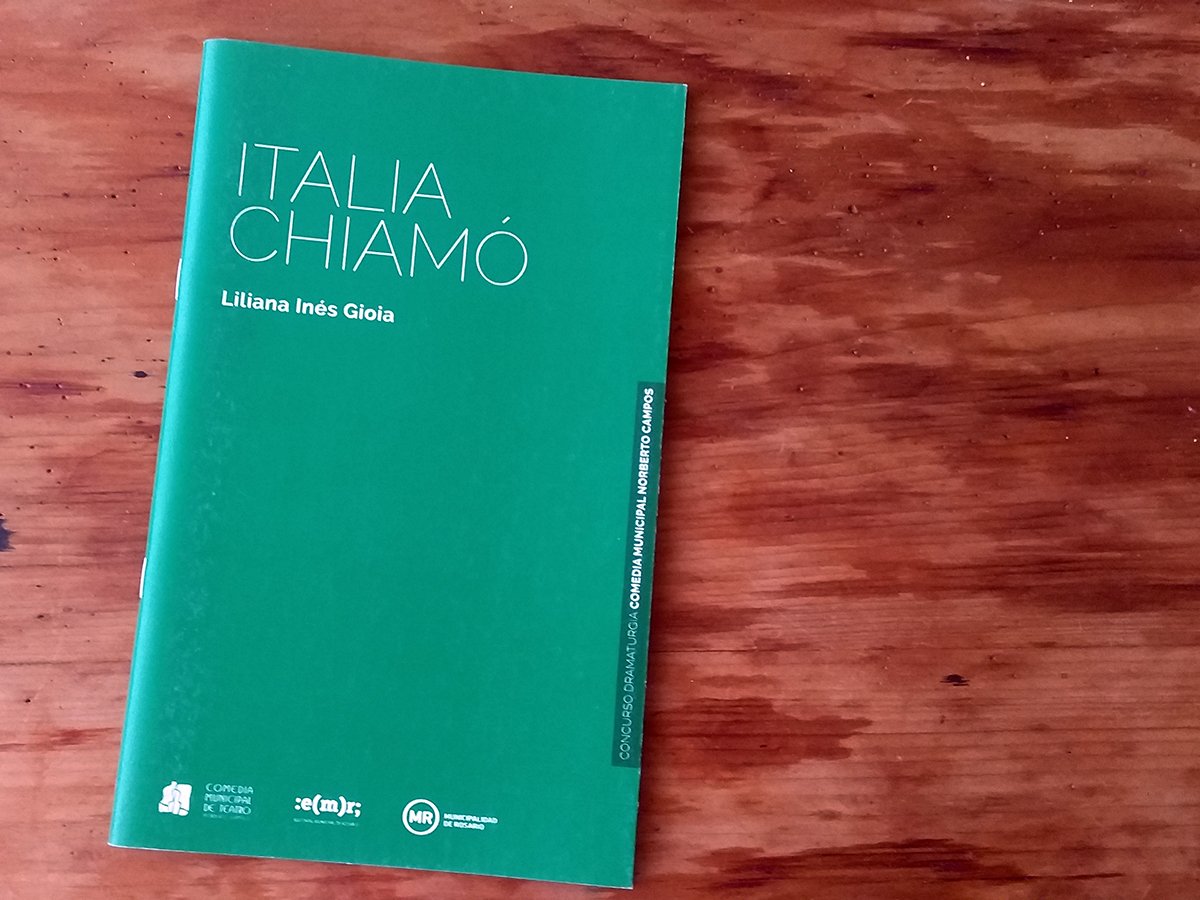 ITALIA
CHIAMÓ
Liliana Inés Gioia
CONCURSO DRAMATURGIA COMEDIA MUNICIPAL NORBERTO CAMPOS
COMEDIA
MUNICIPAL
DE TEATRO
:e(m)r;
MR
MUNICIPALIDAD
DE ROSARIO